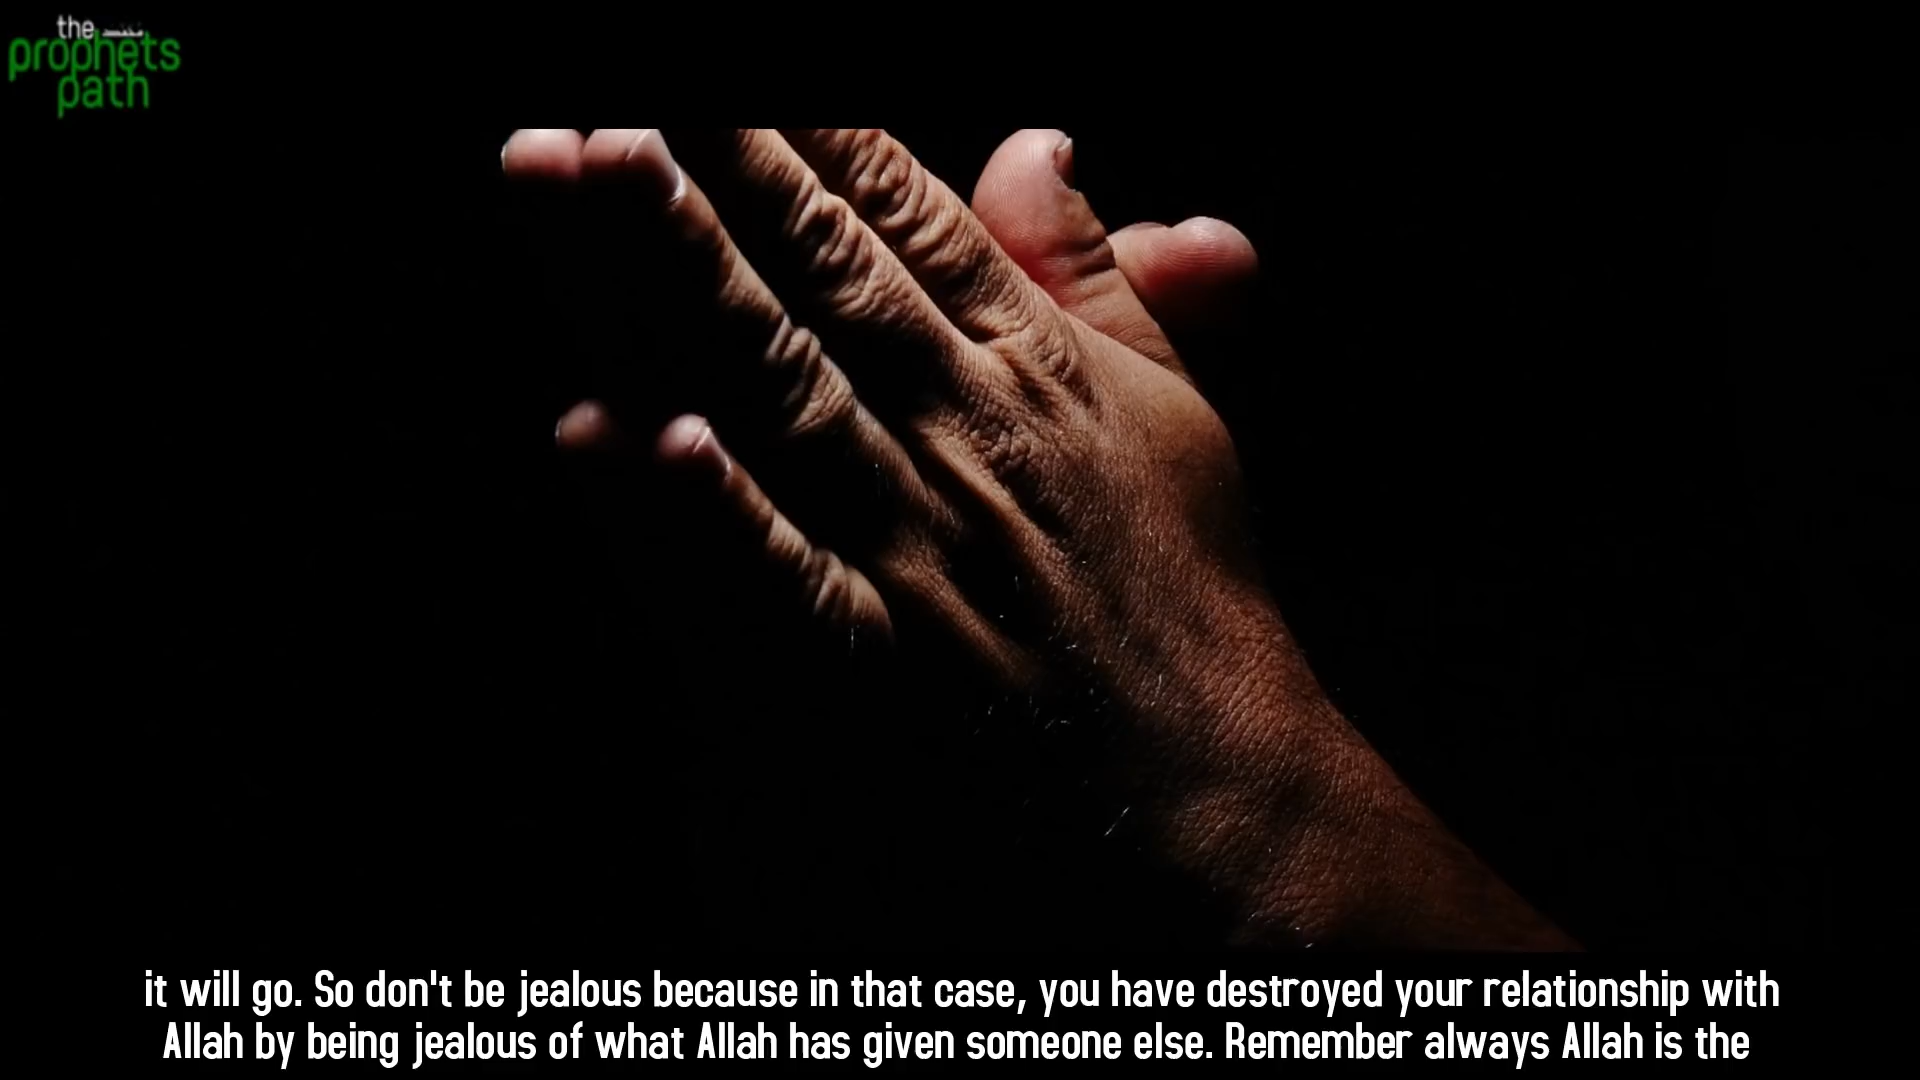 the
prophets
path
it will go. So don't be jealous because in that case, you have destroyed your relationship with
Allah by being jealous of what Allah has given someone else. Remember always Allah is the